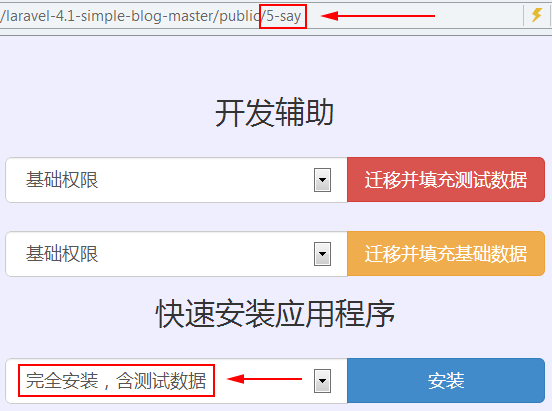 /laravel-4.1-simple-blog-master/public/5-say
开发辅助
基础权限 迁移并填充测试数据
基础权限 迁移并填充基础数据
快速安装应用程序
完全安装，含测试数据 安装